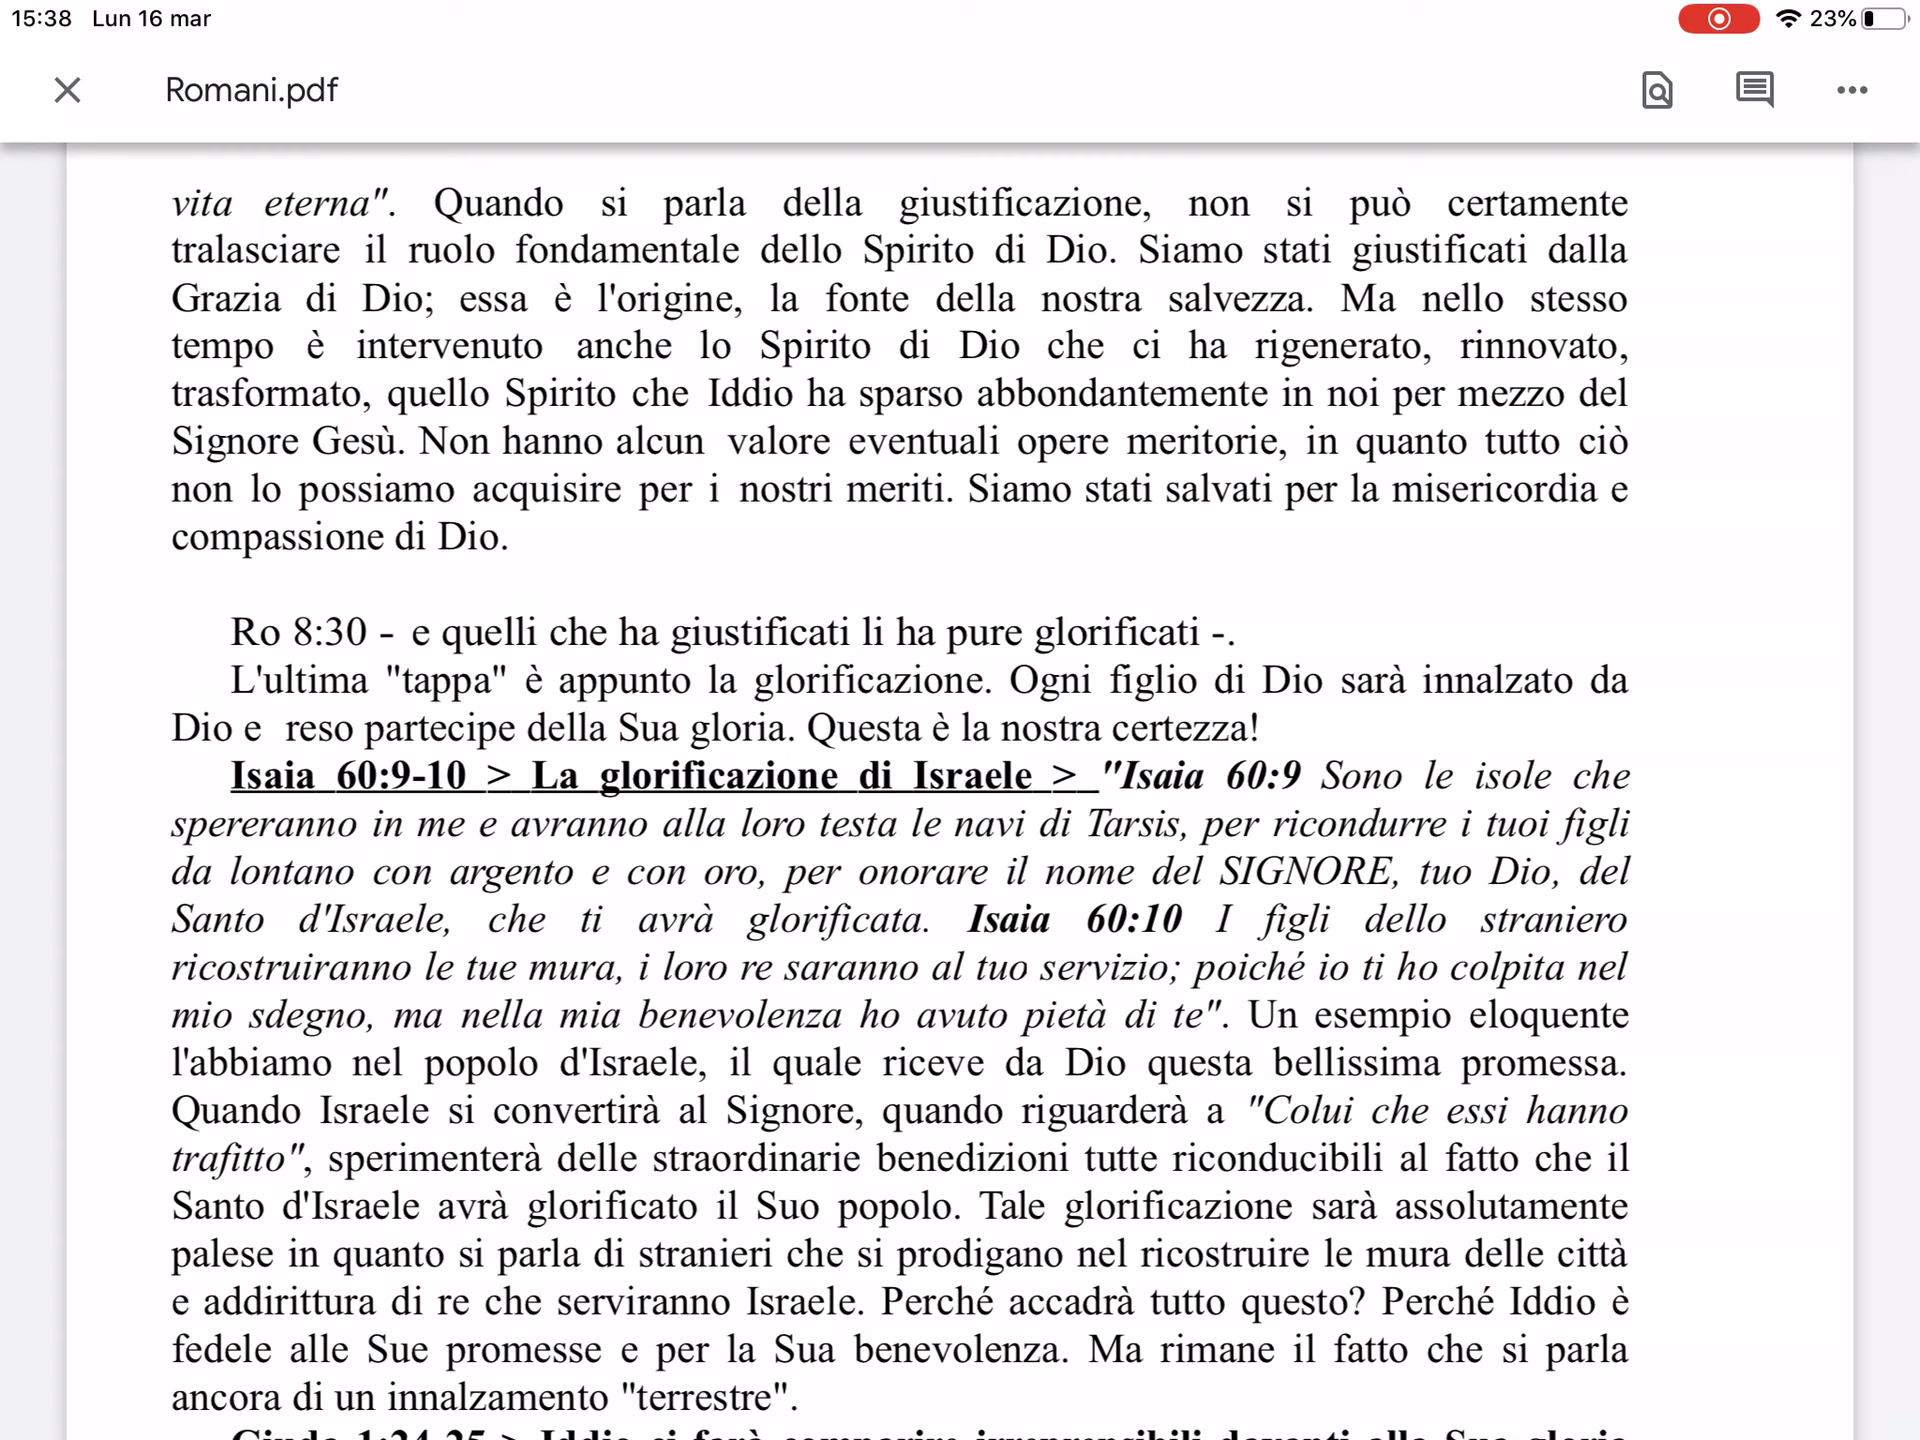 15:38 Lun 16 mar 23%
Romani.pdf
vita eterna". Quando si parla della giustificazione, non si può certamente
tralasciare il ruolo fondamentale dello Spirito di Dio. Siamo stati giustificati dalla
Grazia di Dio; essa è l'origine, la fonte della nostra salvezza. Ma nello stesso
tempo è intervenuto anche lo Spirito di Dio che ci ha rigenerato, rinnovato,
trasformato, quello Spirito che Iddio ha sparso abbondantemente in noi per mezzo del
Signore Gesù. Non hanno alcun valore eventuali opere meritorie, in quanto tutto ciò
non lo possiamo acquisire per i nostri meriti. Siamo stati salvati per la misericordia e
compassione di Dio.
Ro 8:30 - e quelli che ha giustificati li ha pure glorificati -.
L'ultima "tappa" è appunto la glorificazione. Ogni figlio di Dio sarà innalzato da
Dio e reso partecipe della Sua gloria. Questa è la nostra certezza!
Isaia 60:9-10 > La glorificazione di Israele > "Isaia 60:9 Sono le isole che
spereranno in me e avranno alla loro testa le navi di Tarsis, per ricondurre i tuoi figli
da lontano con argento e con oro, per onorare il nome del SIGNORE, tuo Dio, del
Santo d'Israele, che ti avrà glorificata. Isaia 60:10 I figli dello straniero
ricostruiranno le tue mura, i loro re saranno al tuo servizio; poiché io ti ho colpita nel
mio sdegno, ma nella mia benevolenza ho avuto pietà di te". Un esempio eloquente
l'abbiamo nel popolo d'Israele, il quale riceve da Dio questa bellissima promessa.
Quando Israele si convertirà al Signore, quando riguarderà a "Colui che essi hanno
trafitto", sperimenterà delle straordinarie benedizioni tutte riconducibili al fatto che il
Santo d'Israele avrà glorificato il Suo popolo. Tale glorificazione sarà assolutamente
palese in quanto si parla di stranieri che si prodigano nel ricostruire le mura delle città
e addirittura di re che serviranno Israele. Perché accadrà tutto questo? Perché Iddio è
fedele alle Sue promesse e per la Sua benevolenza. Ma rimane il fatto che si parla
ancora di un innalzamento "terrestre".
Giuda 1:24-25 > Iddio ci farà comparire irreprensibili davanti alla Sua gloria